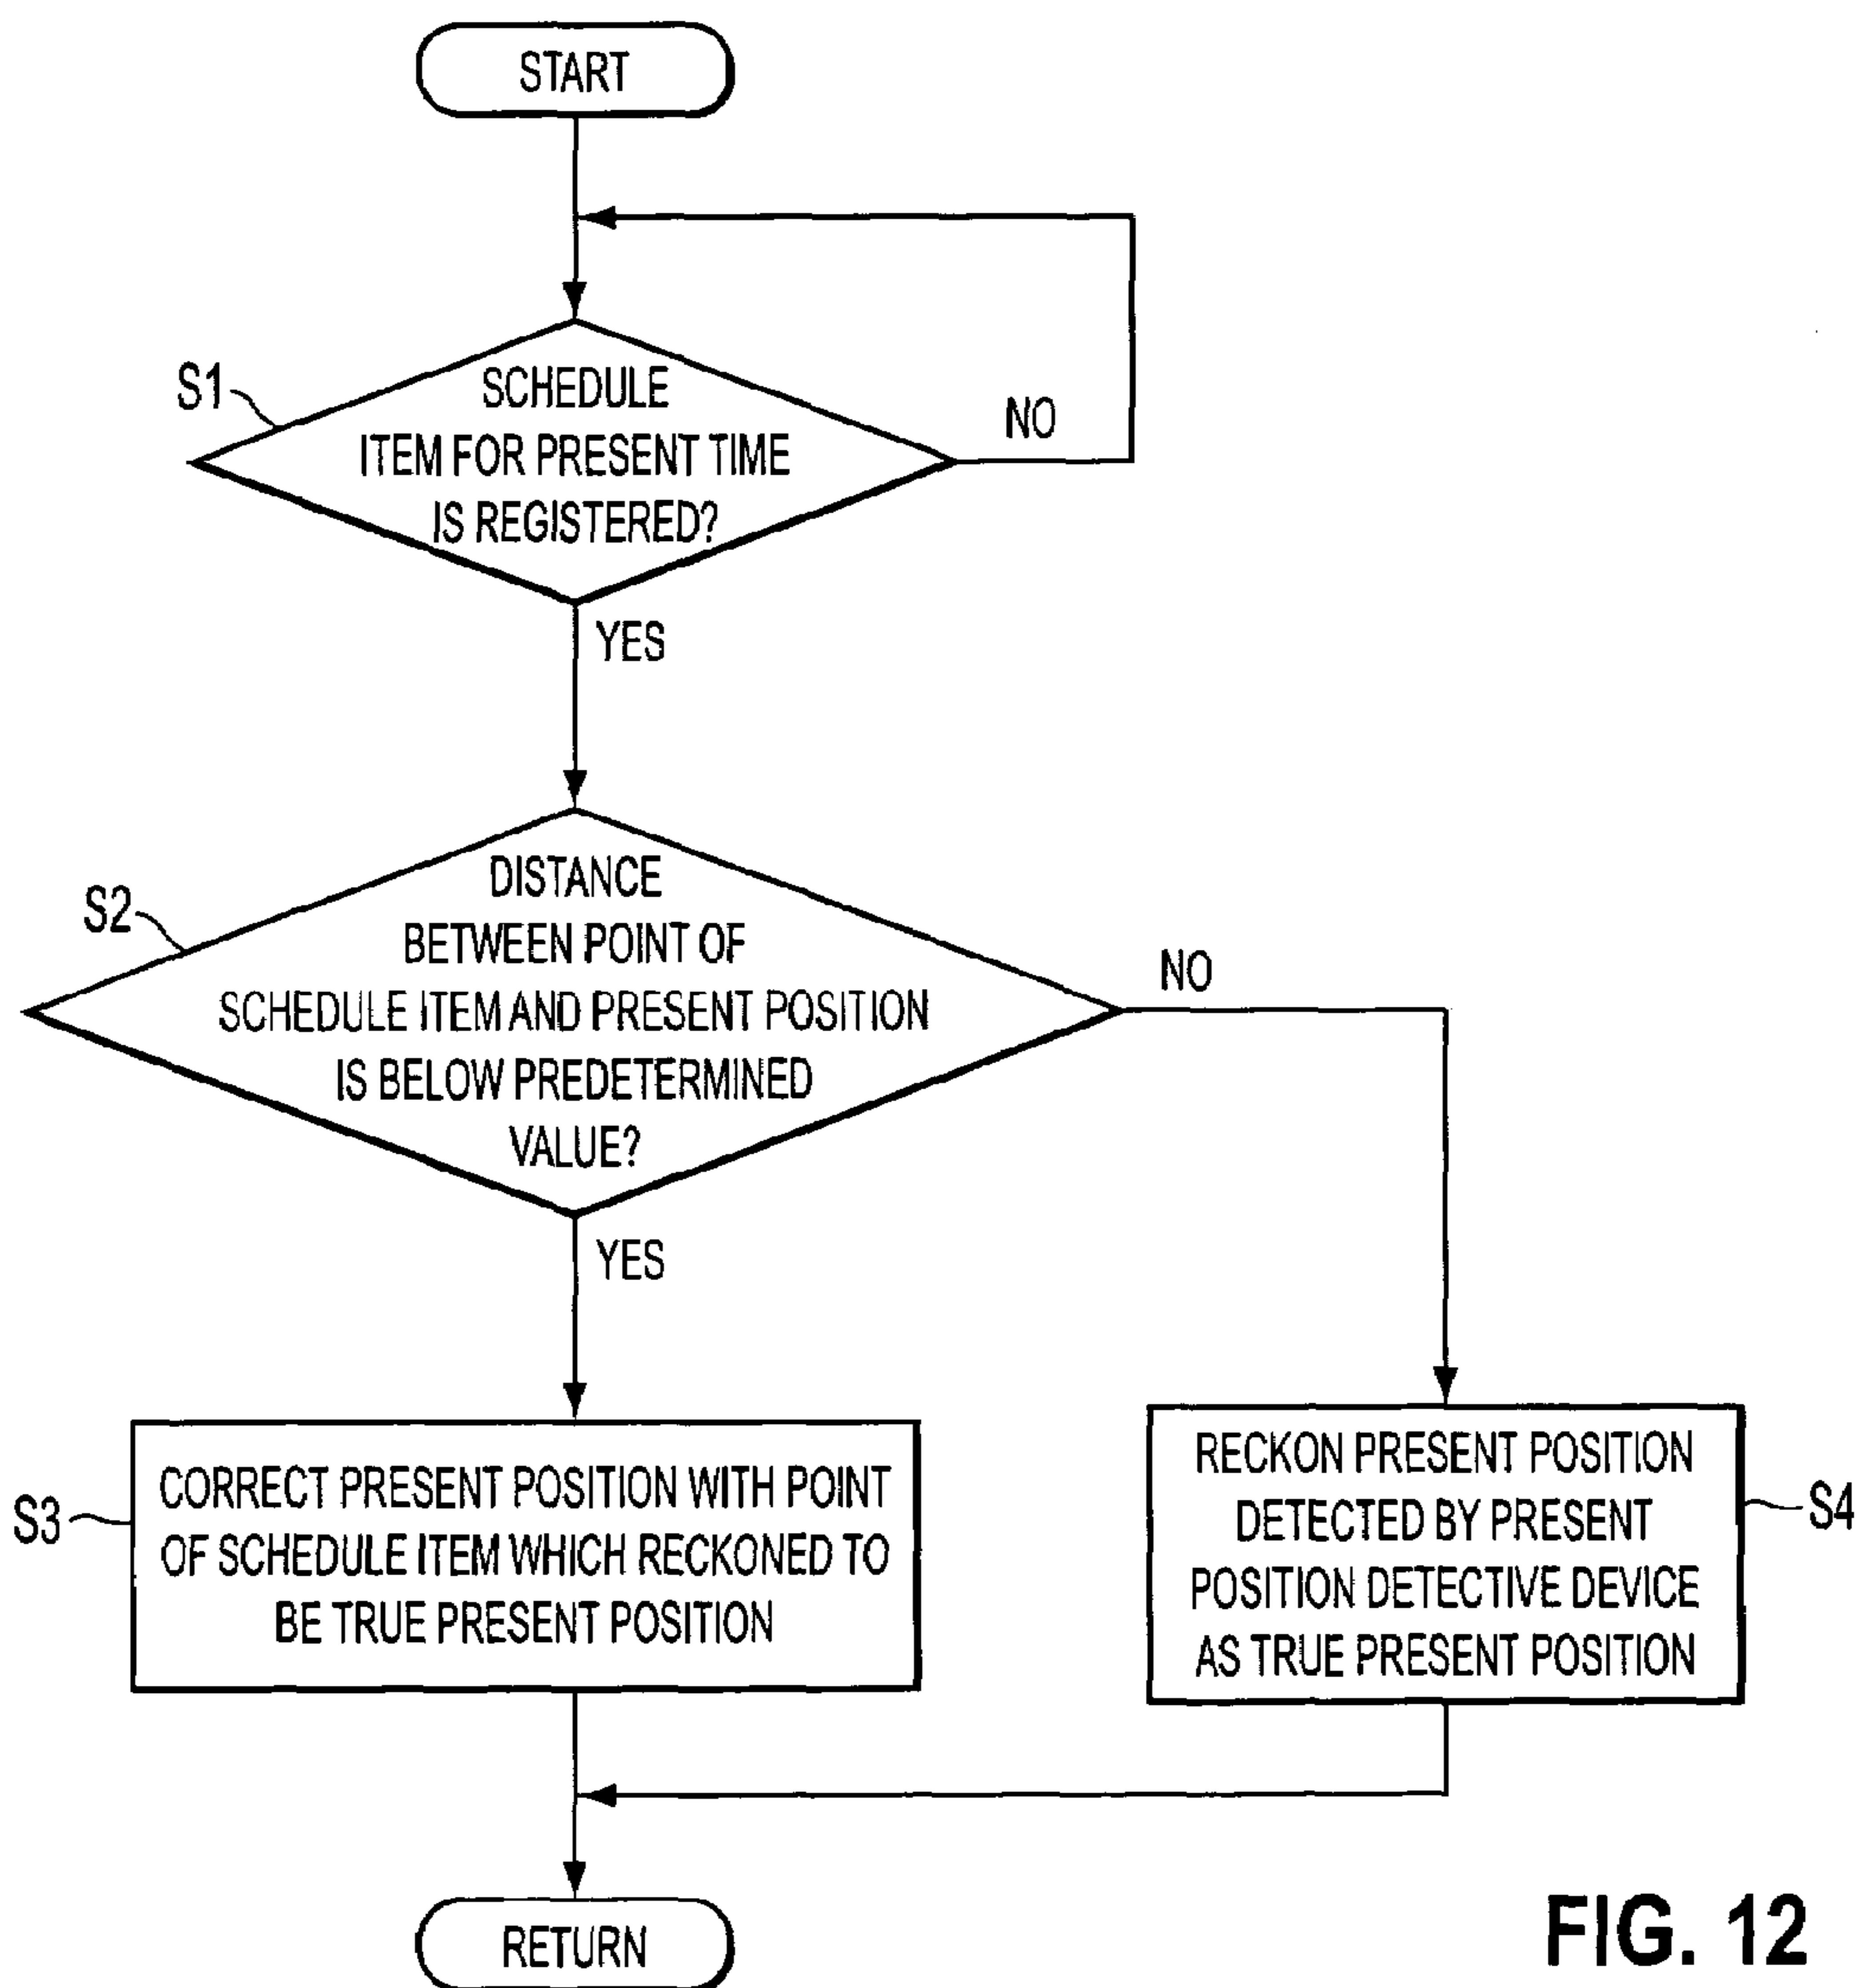 START
S1
SCHEDULE
ITEM FOR PRESENT TIME
IS REGISTERED?
NO
YES
S2
DISTANCE
BETWEEN POINT OF
SCHEDULE ITEM AND PRESENT POSITION
IS BELOW PREDETERMINED
VALUE?
NO
YES
S3
CORRECT PRESENT POSITION WITH POINT
OF SCHEDULE ITEM WHICH RECKONED TO
BE TRUE PRESENT POSITION
RECKON PRESENT POSITION
DETECTED BY PRESENT
POSITION DETECTIVE DEVICE
AS TRUE PRESENT POSITION
S4
RETURN
FIG. 12